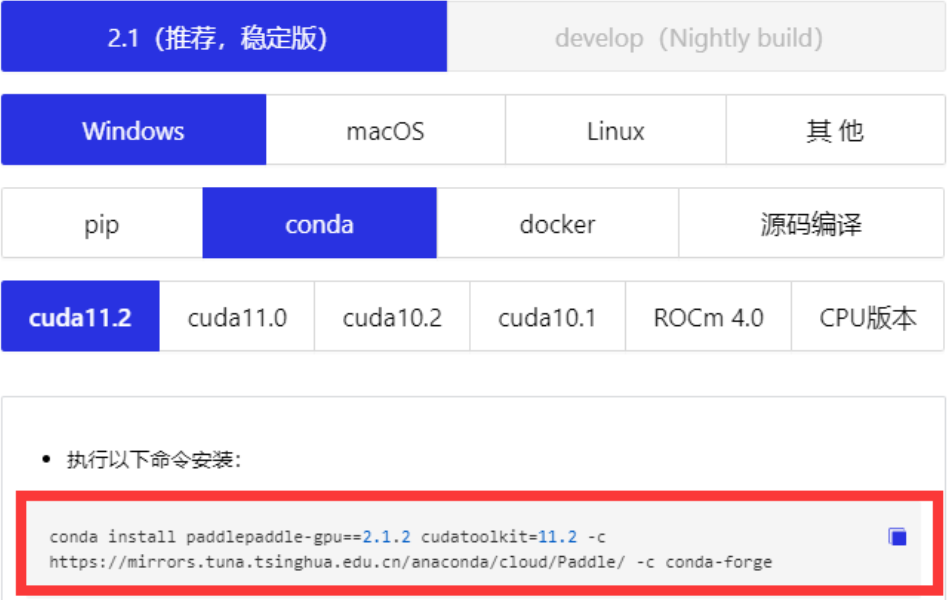 2.1（推荐，稳定版） develop（Nightly build）
Windows macOS Linux 其 他
pip conda docker 源码编译
cuda11.2 cuda11.0 cuda10.2 cuda10.1 ROCm 4.0 CPU版本
• 执行以下命令安装：
conda install paddlepaddle-gpu==2.1.2 cudatoolkit=11.2 -c
https://mirrors.tuna.tsinghua.edu.cn/anaconda/cloud/Paddle/ -c conda-forge